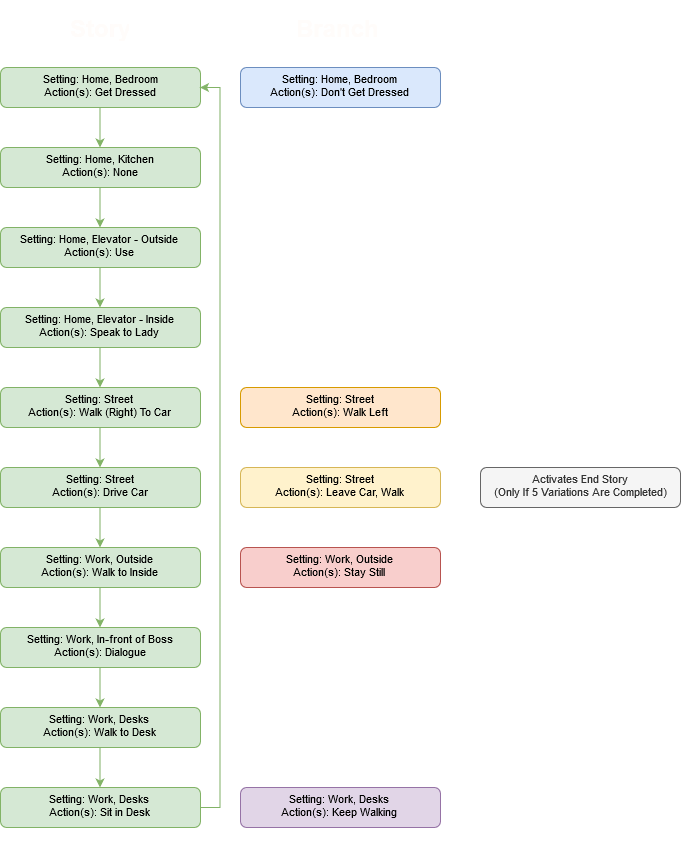 Story
Setting: Home, Bedroom
Action(s): Get Dressed
Setting: Home, Bedroom
Action(s): Don't Get Dressed
Setting: Home, Kitchen
Action(s): None
Setting: Home, Elevator - Outside
Action(s): Use
Setting: Home, Elevator - Inside
Action(s): Speak to Lady
Setting: Street
Action(s): Walk (Right) To Car
Setting: Street
Action(s): Walk Left
Setting: Street
Action(s): Drive Car
Setting: Street
Action(s): Leave Car, Walk
Activates End Story
(Only If 5 Variations Are Completed)
Setting: Work, Outside
Action(s): Walk to Inside
Setting: Work, Outside
Action(s): Stay Still
Setting: Work, In-front of Boss
Action(s): Dialogue
Setting: Work, Desks
Action(s): Walk to Desk
Setting: Work, Desks
Action(s): Sit in Desk
Setting: Work, Desks
Action(s): Keep Walking